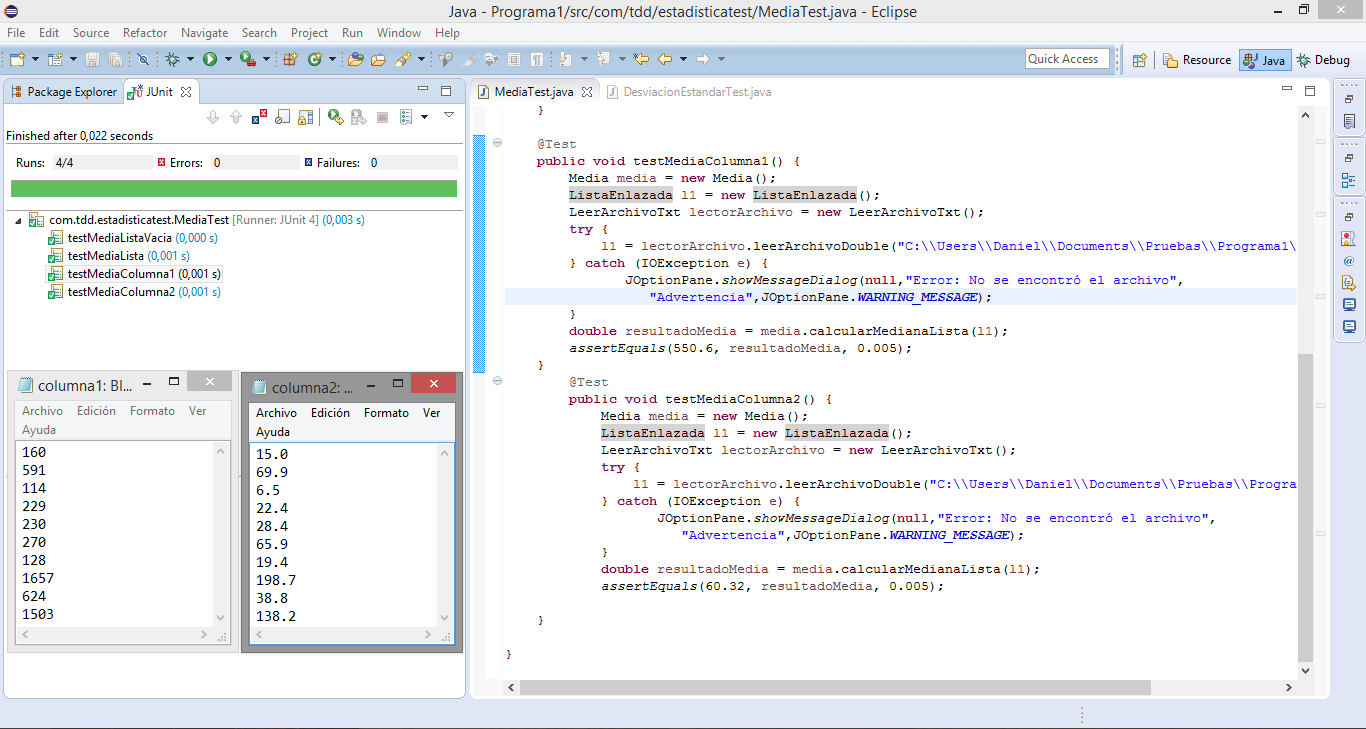 Java - Programa1/src/com/tdd/estadisticatest/MediaTest.java - Eclipse
File Edit Source Refactor Navigate Search Project Run Window Help
Quick Access
Resource
Java
Debug
Package Explorer
JUnit
Finished after 0,022 seconds
Runs: 4/4
Errors: 0
Failures: 0
com.tdd.estadisticatest.MediaTest [Runner: JUnit 4] (0,003 s)
testMediaListaVacia (0,000 s)
testMediaLista (0,001 s)
testMediaColumna1 (0,001 s)
testMediaColumna2 (0,001 s)
columna1: Bl...
Archivo Edición Formato Ver
Ayuda
160
591
114
229
230
270
128
1657
624
1503
columna2: ...
Archivo Edición Formato Ver
Ayuda
15.0
69.9
6.5
22.4
28.4
65.9
19.4
198.7
38.8
138.2
MediaTest.java
DesviacionEstandarTest.java
}
@Test
public void testMediaColumna1() {
Media media = new Media();
ListaEnlazada l1 = new ListaEnlazada();
LeerArchivoTxt lectorArchivo = new LeerArchivoTxt();
try {
l1 = lectorArchivo.leerArchivoDouble("C:\\Users\\Daniel\\Documents\\Pruebas\\Programa1\
} catch (IOException e) {
JOptionPane.showMessageDialog(null,"Error: No se encontró el archivo",
"Advertencia",JOptionPane.WARNING_MESSAGE);
}
double resultadoMedia = media.calcularMedianaLista(l1);
assertEquals(550.6, resultadoMedia, 0.005);
}
@Test
public void testMediaColumna2() {
Media media = new Media();
ListaEnlazada l1 = new ListaEnlazada();
LeerArchivoTxt lectorArchivo = new LeerArchivoTxt();
try {
l1 = lectorArchivo.leerArchivoDouble("C:\\Users\\Daniel\\Documents\\Pruebas\\Progra
} catch (IOException e) {
JOptionPane.showMessageDialog(null,"Error: No se encontró el archivo",
"Advertencia",JOptionPane.WARNING_MESSAGE);
}
double resultadoMedia = media.calcularMedianaLista(l1);
assertEquals(60.32, resultadoMedia, 0.005);
}
}